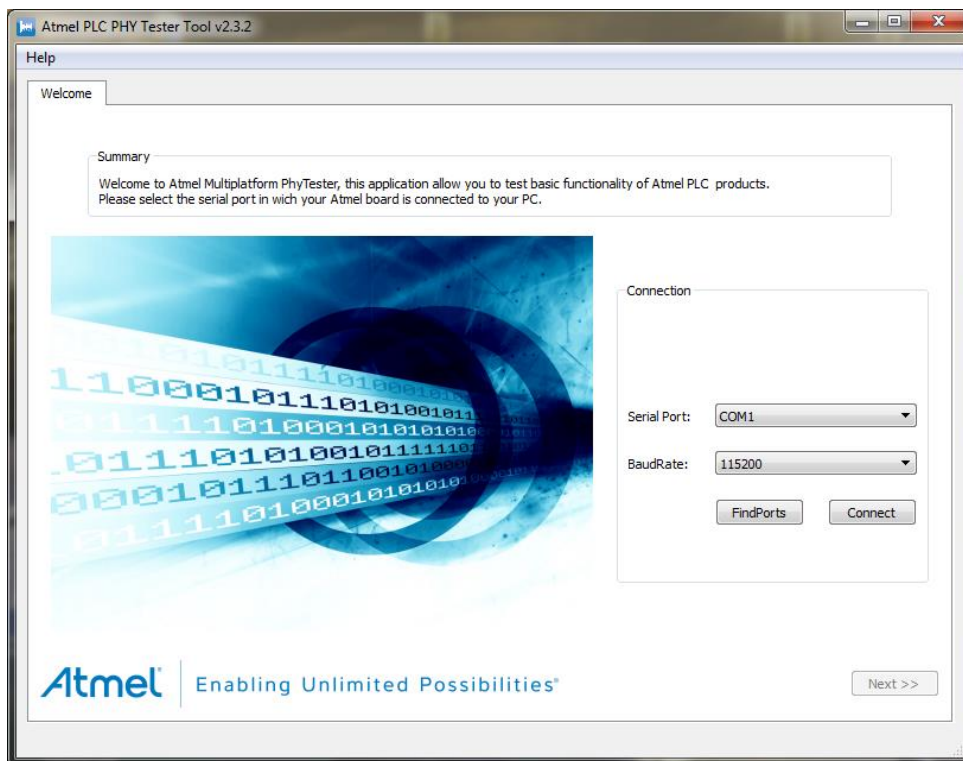 Atmel PLC PHY Tester Tool v2.3.2
Help
Welcome
Summary
Welcome to Atmel Multiplatform PhyTester, this application allow you to test basic functionality of Atmel PLC products.
Please select the serial port in wich your Atmel board is connected to your PC.
Connection
Serial Port: COM1
BaudRate: 115200
FindPorts Connect
Atmel Enabling Unlimited Possibilities®
Next >>